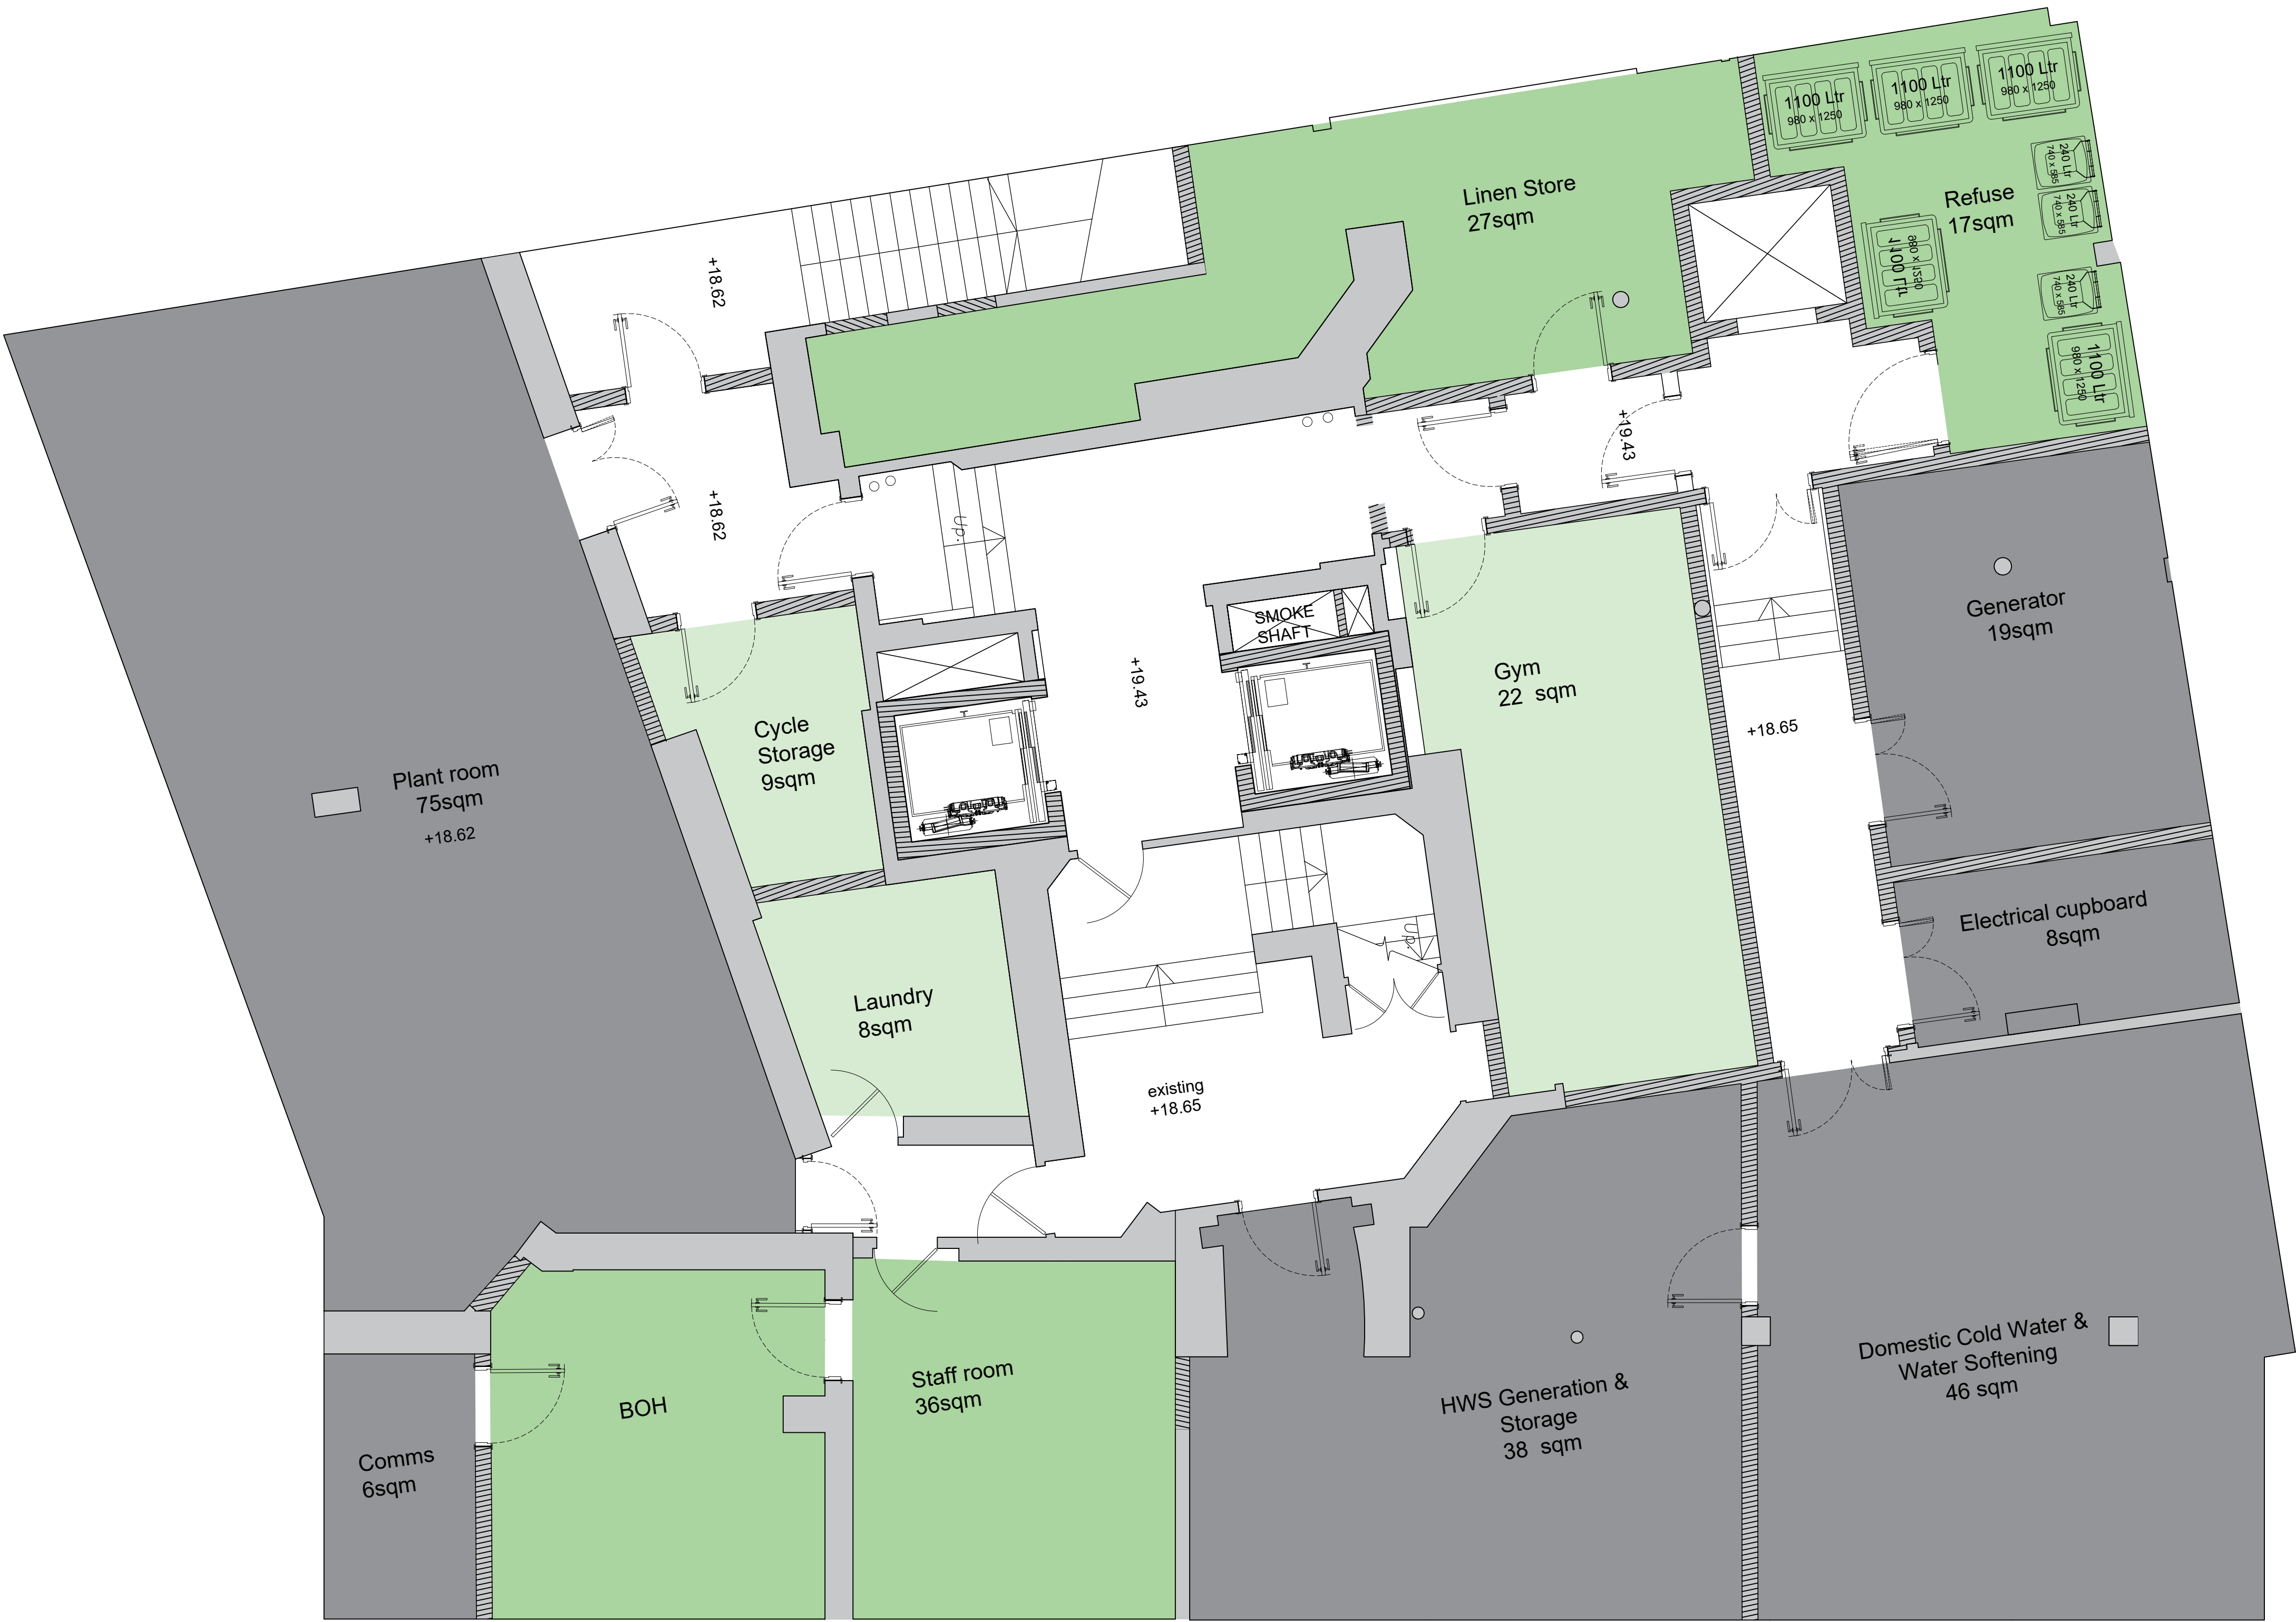 1100 Ltr
980 x 1250
1100 Ltr
980 x 1250
1100 Ltr
980 x 1250
240 Ltr
740 x 585
240 Ltr
740 x 585
240 Ltr
740 x 585
1100 Ltr
980 x 1250
1100 Ltr
980 x 1250
Refuse
17sqm
Linen Store
27sqm
+18.62
+18.62
+19.43
Up.
SMOKE
SHAFT
+19.43
Gym
22 sqm
Generator
19sqm
+18.65
Cycle
Storage
9sqm
Plant room
75sqm
+18.62
Electrical cupboard
8sqm
Up.
Laundry
8sqm
existing
+18.65
Domestic Cold Water &
Water Softening
46 sqm
HWS Generation &
Storage
38 sqm
Staff room
36sqm
BOH
Comms
6sqm